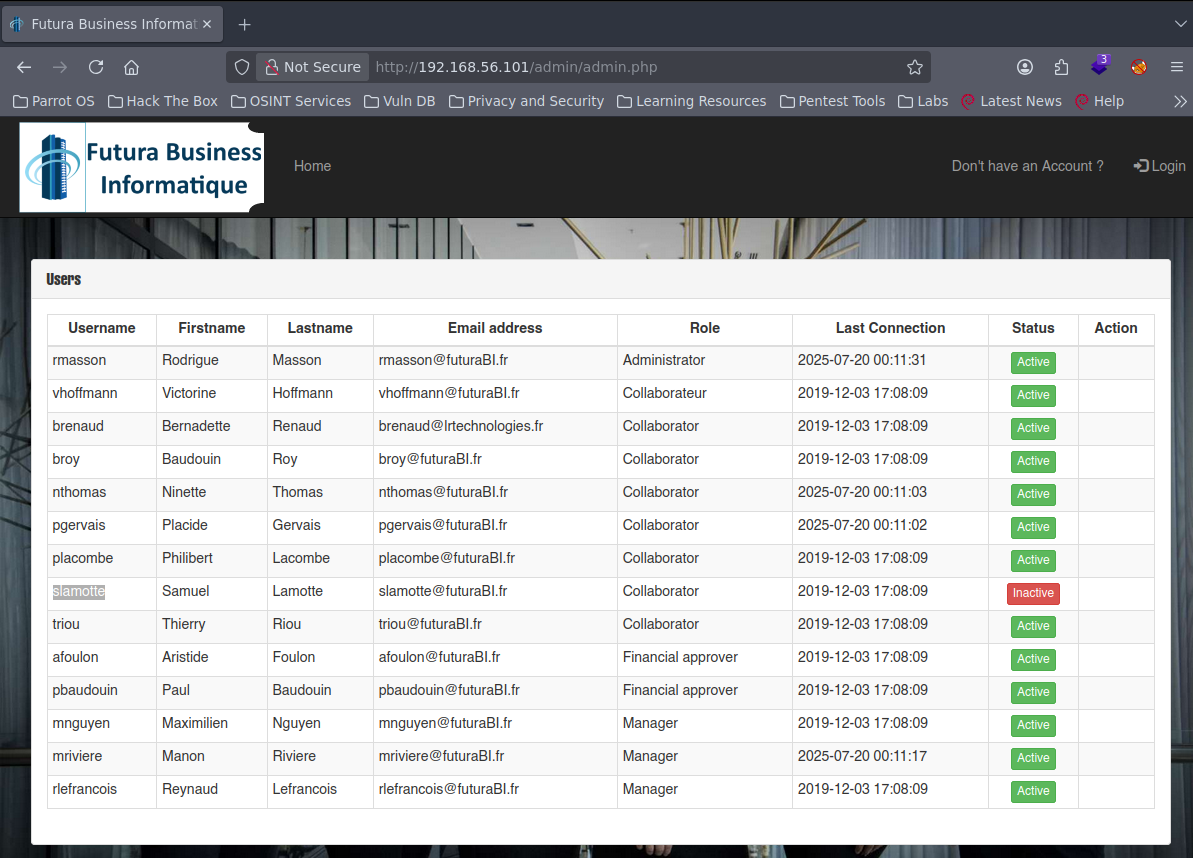 Futura Business Informat
Not Secure http://192.168.56.101/admin/admin.php 3
Parrot OS Hack The Box OSINT Services Vuln DB Privacy and Security Learning Resources Pentest Tools Labs Latest News Help
Futura Business
Informatique
Home Don't have an Account ? Login
Users
Username Firstname Lastname Email address Role Last Connection Status Action
rmasson Rodrigue Masson rmasson@futuraBI.fr Administrator 2025-07-20 00:11:31 Active
vhoffmann Victorine Hoffmann vhoffmann@futuraBI.fr Collaborateur 2019-12-03 17:08:09 Active
brenaud Bernadette Renaud brenaud@lrtechnologies.fr Collaborator 2019-12-03 17:08:09 Active
broy Baudouin Roy broy@futuraBI.fr Collaborator 2019-12-03 17:08:09 Active
nthomas Ninette Thomas nthomas@futuraBI.fr Collaborator 2025-07-20 00:11:03 Active
pgervais Placide Gervais pgervais@futuraBI.fr Collaborator 2025-07-20 00:11:02 Active
placombe Philibert Lacombe placombe@futuraBI.fr Collaborator 2019-12-03 17:08:09 Active
slamotte Samuel Lamotte slamotte@futuraBI.fr Collaborator 2019-12-03 17:08:09 Inactive
triou Thierry Riou triou@futuraBI.fr Collaborator 2019-12-03 17:08:09 Active
afoulon Aristide Foulon afoulon@futuraBI.fr Financial approver 2019-12-03 17:08:09 Active
pbaudouin Paul Baudouin pbaudouin@futuraBI.fr Financial approver 2019-12-03 17:08:09 Active
mnguyen Maximilien Nguyen mnguyen@futuraBI.fr Manager 2019-12-03 17:08:09 Active
mriviere Manon Riviere mriviere@futuraBI.fr Manager 2025-07-20 00:11:17 Active
rlefrancois Reynaud Lefrancois rlefrancois@futuraBI.fr Manager 2019-12-03 17:08:09 Active